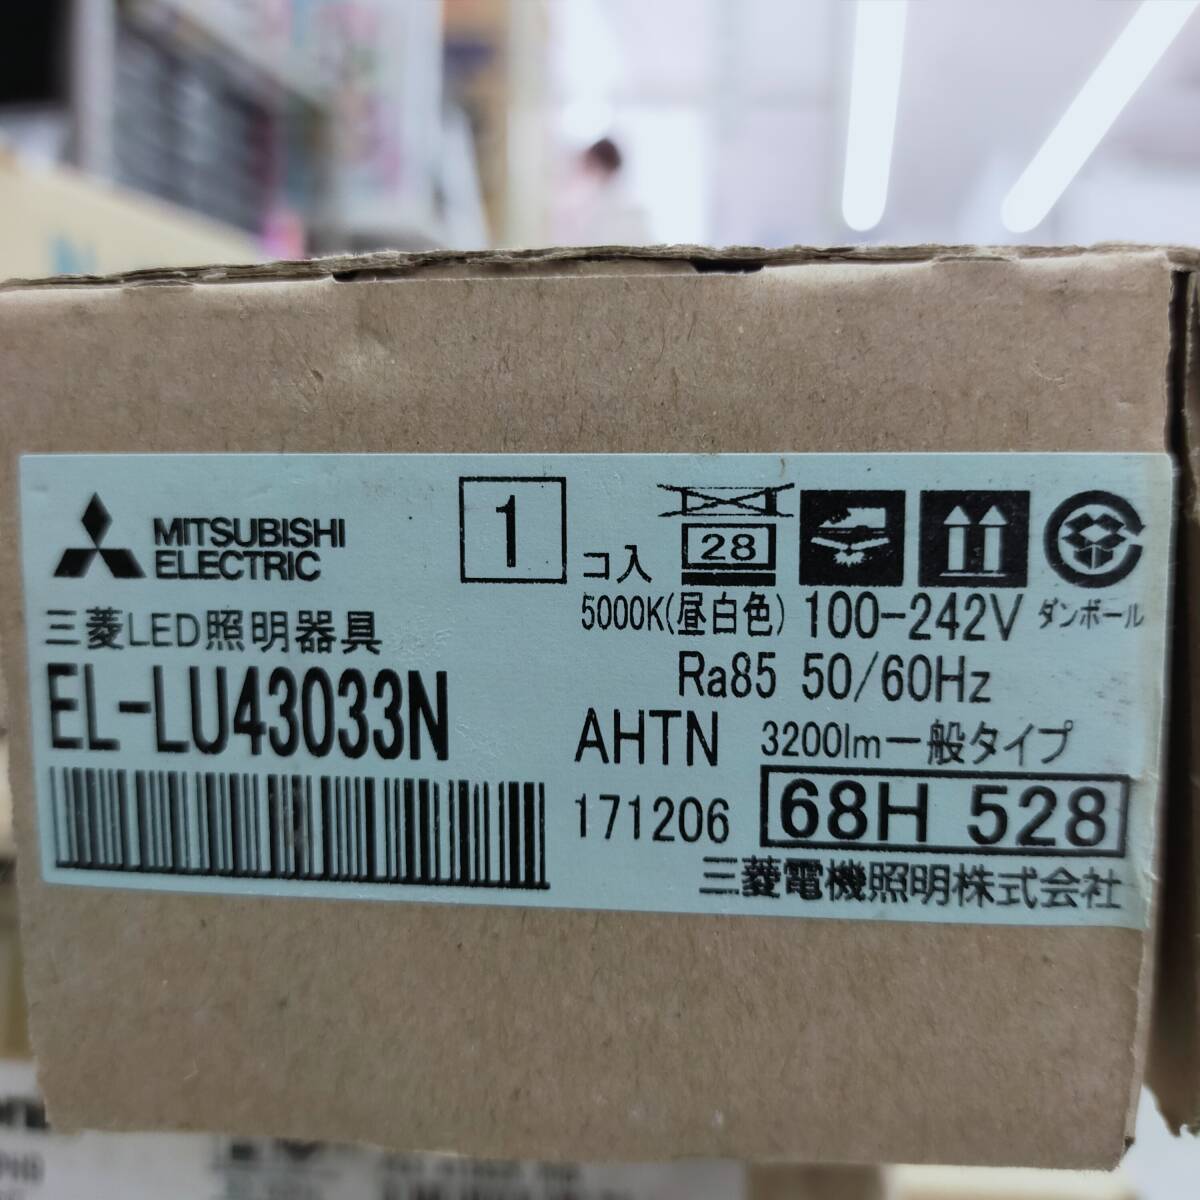 MITSUBISHI
ELECTRIC
1
コ入
28
三菱LED照明器具
5000K(昼白色)
100-242V
ダンボール
EL-LU43033N
Ra85 50/60Hz
AHTN
3200lm一般タイプ
171206
68H 528
三菱電機照明株式会社